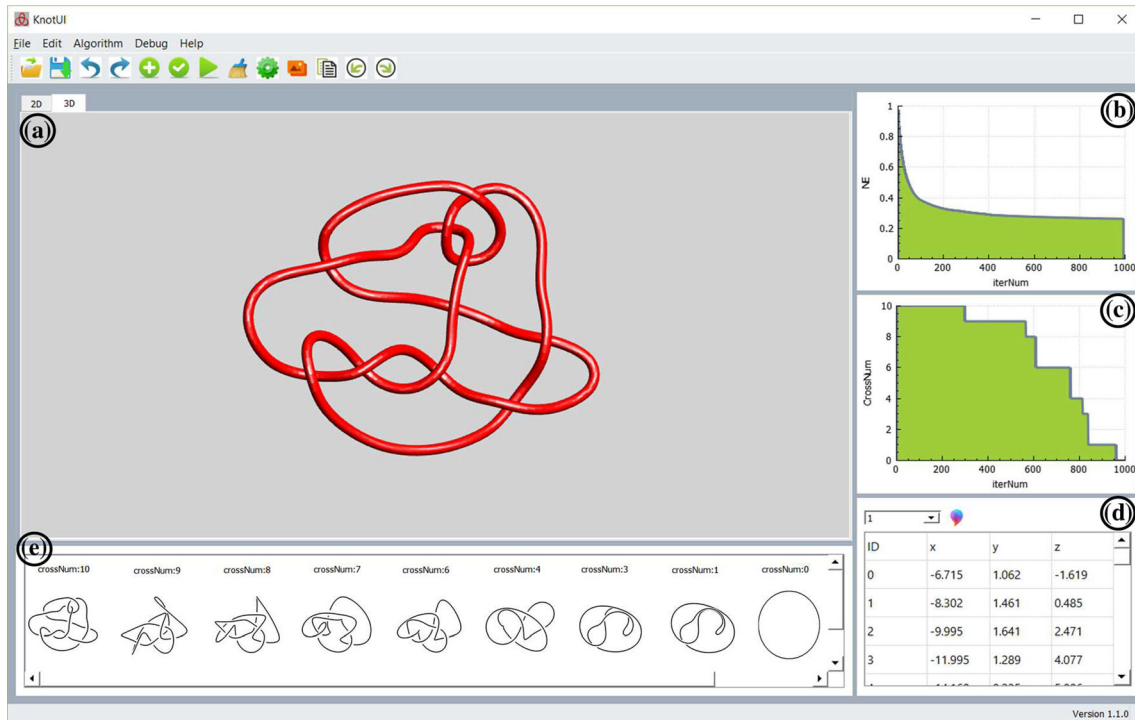 KnotUI
File Edit Algorithm Debug Help
2D 3D
(a)
(b)
1
0.8
0.6
0.4
0.2
0
NE
0 200 400 600 800 1000
iterNum
(c)
10
8
6
4
2
0
CrossNum
0 200 400 600 800 1000
iterNum
(d)
1
ID x y z
0 -6.715 1.062 -1.619
1 -8.302 1.461 0.485
2 -9.995 1.641 2.471
3 -11.995 1.289 4.077
(e)
crossNum:10 crossNum:9 crossNum:8 crossNum:7 crossNum:6 crossNum:4 crossNum:3 crossNum:1 crossNum:0
Version 1.1.0